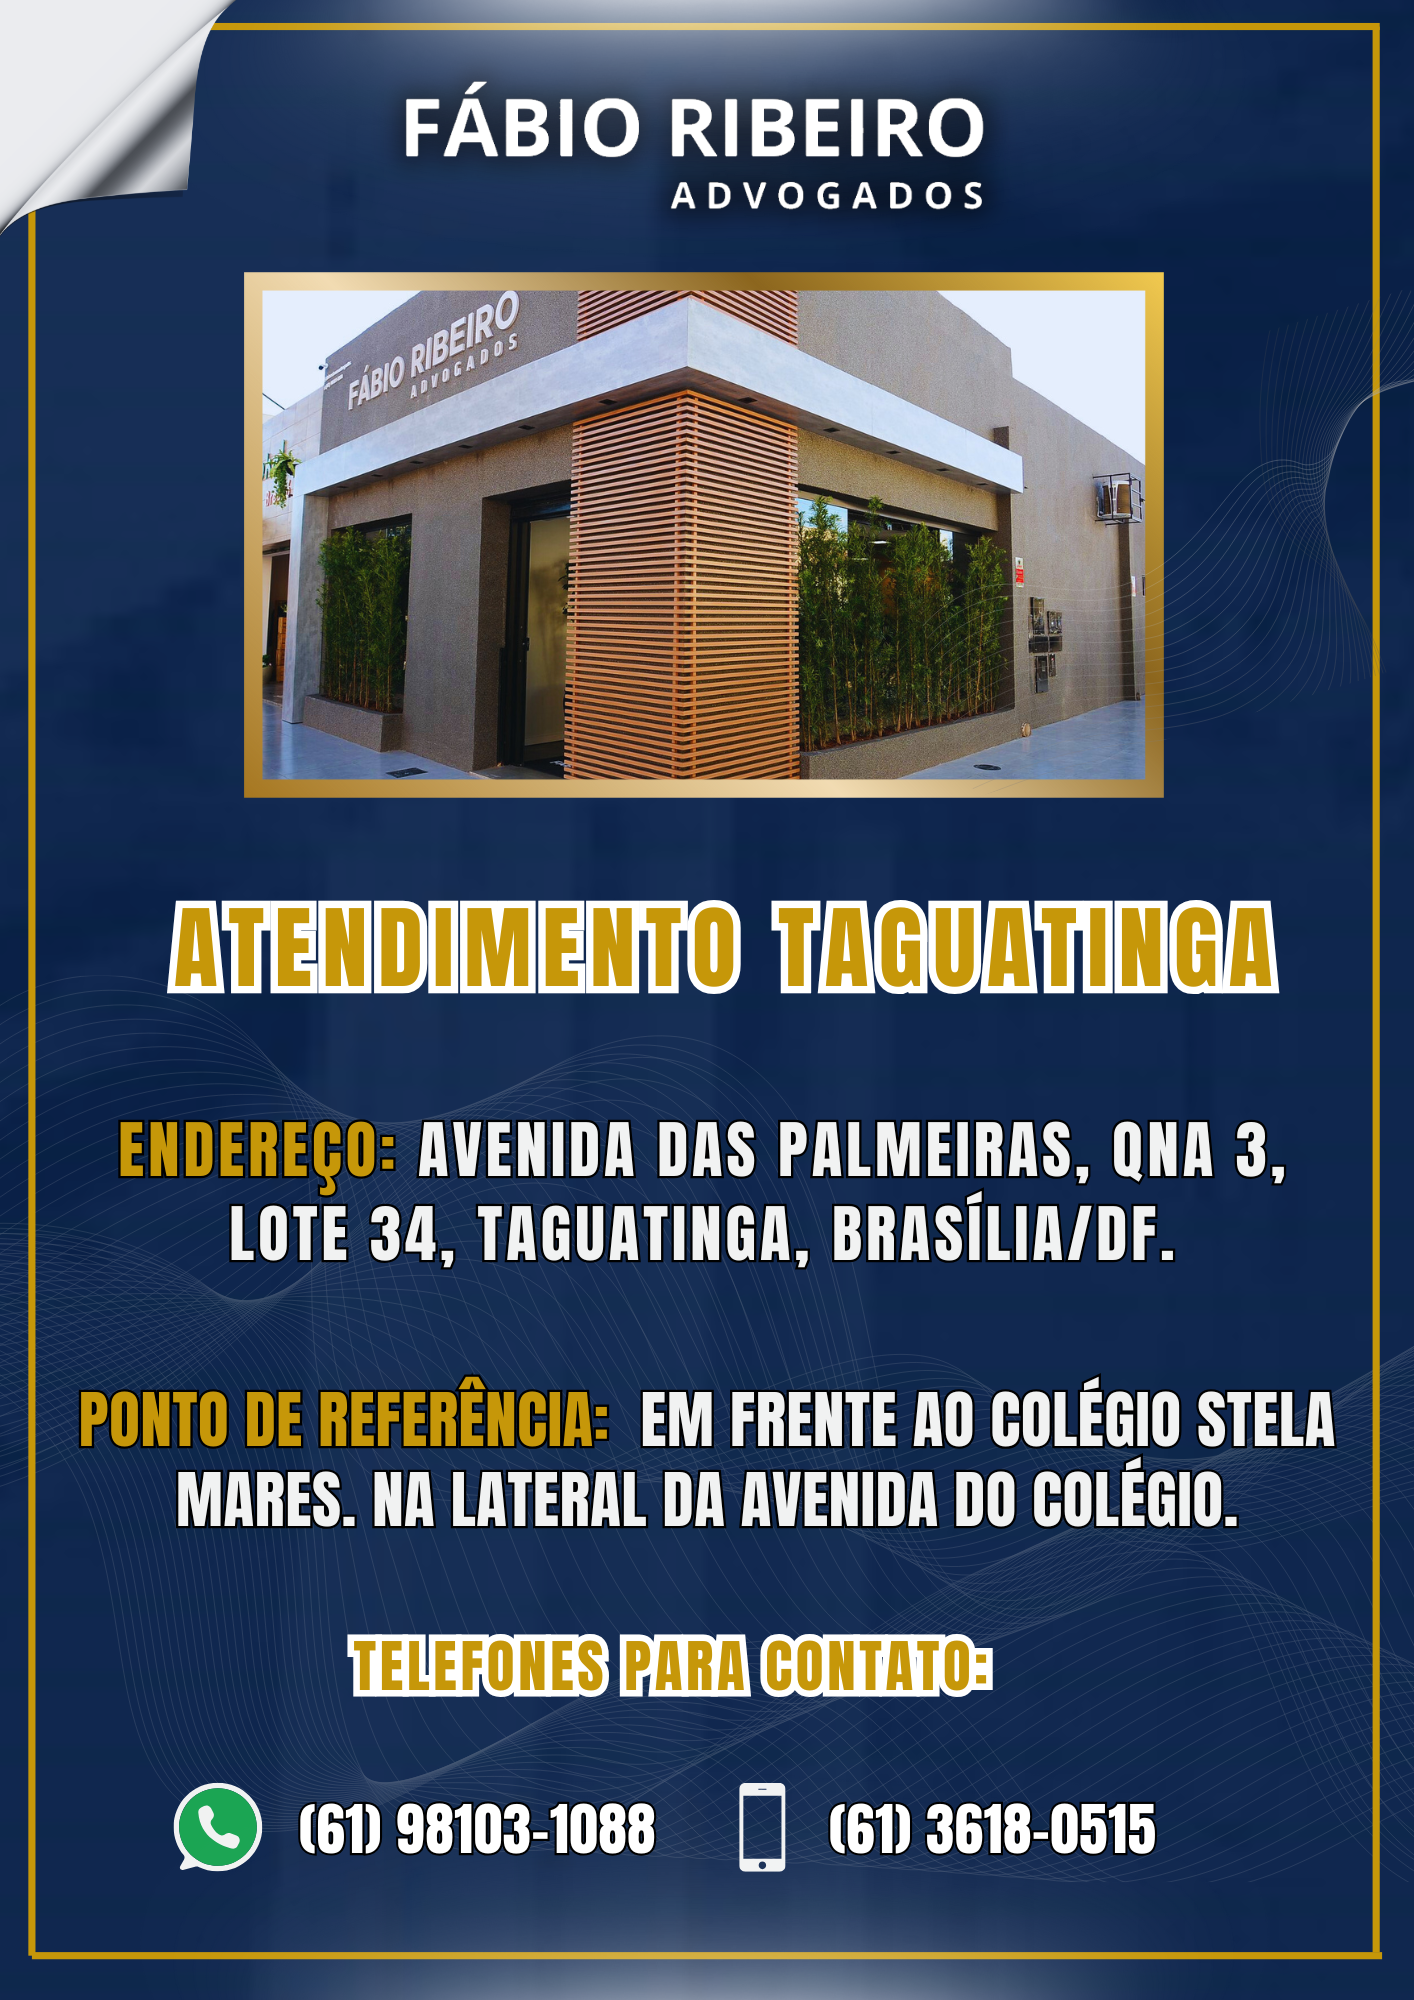 FÁBIO RIBEIRO
ADVOGADOS
FÁBIO RIBEIRO
ADVOGADOS
ATENDIMENTO TAGUATINGA
ENDEREÇO: AVENIDA DAS PALMEIRAS, QNA 3,
LOTE 34, TAGUATINGA, BRASÍLIA/DF.
PONTO DE REFERÊNCIA: EM FRENTE AO COLÉGIO STELA
MARES. NA LATERAL DA AVENIDA DO COLÉGIO.
TELEFONES PARA CONTATO:
(61) 98103-1088
(61) 3618-0515